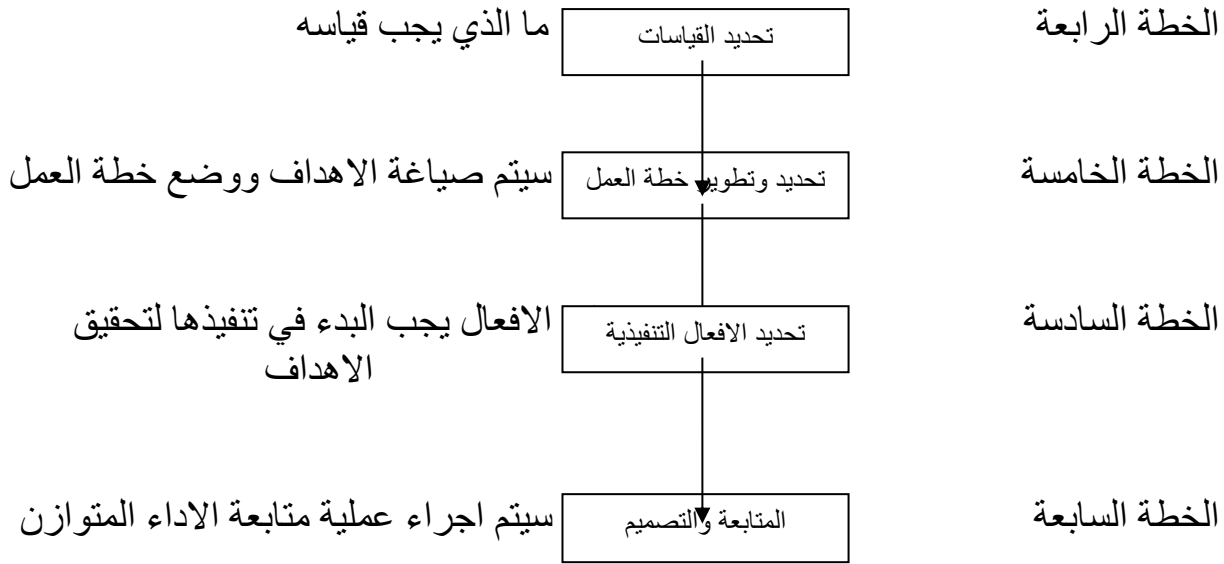 الخطة الرابعة
تحديد القياسات
ما الذي يجب قياسه
الخطة الخامسة
تحديد وتطوير خطة العمل
سيتم صياغة الاهداف ووضع خطة العمل
الخطة السادسة
تحديد الافعال التنفيذية
الافعال يجب البدء في تنفيذها لتحقيق
الاهداف
الخطة السابعة
المتابعة والتصميم
سيتم اجراء عملية متابعة الاداء المتوازن